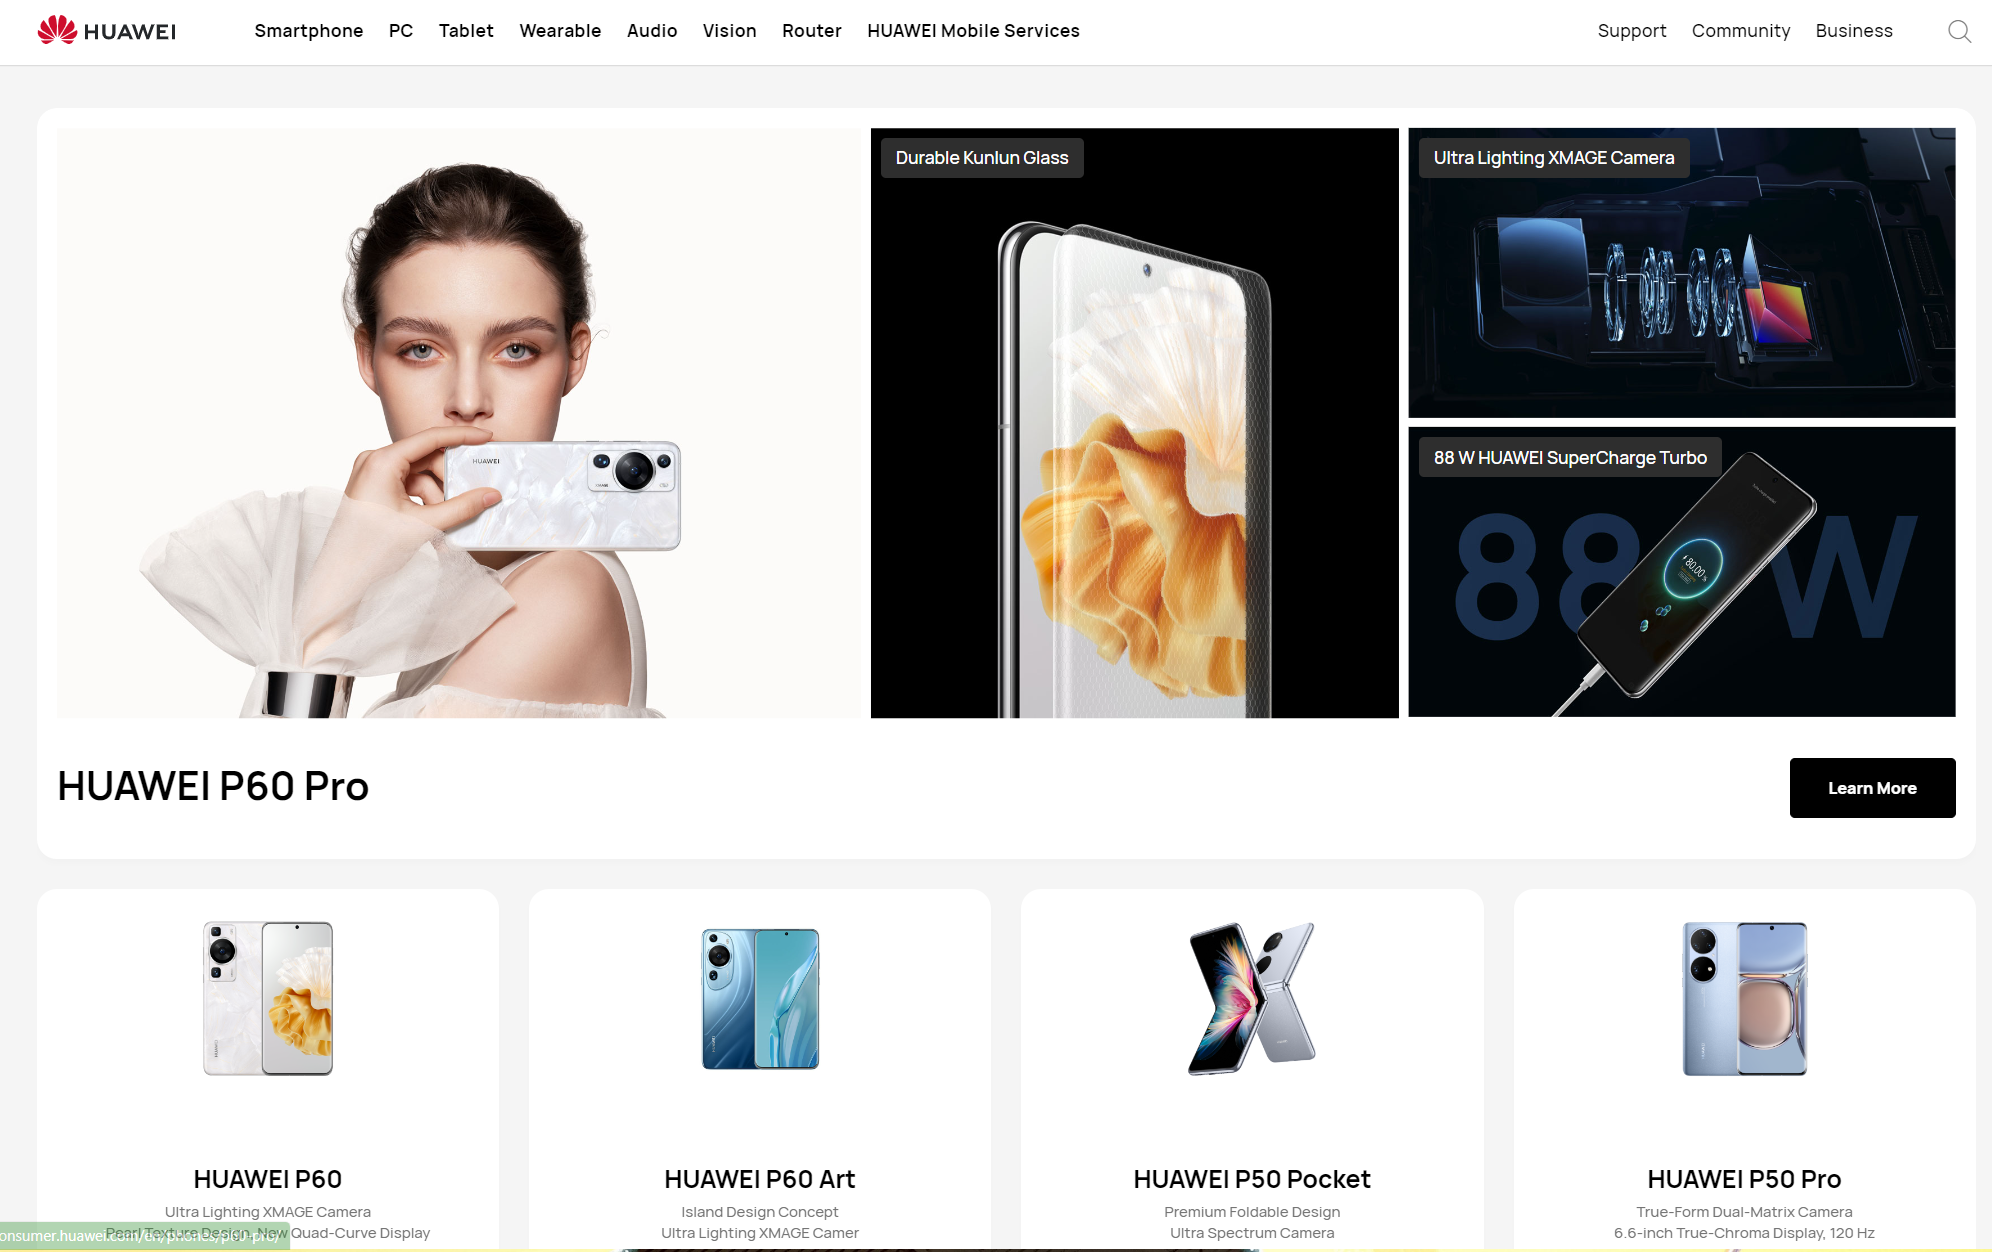 HUAWEI
Smartphone PC Tablet Wearable Audio Vision Router HUAWEI Mobile Services
Support Community Business
HUAWEI
Durable Kunlun Glass
Ultra Lighting XMAGE Camera
88 W HUAWEI SuperCharge Turbo
88 W
80.00 %
HUAWEI P60 Pro
Learn More
HUAWEI P60
Ultra Lighting XMAGE Camera
Pearl Texture Design, New Quad-Curve Display
HUAWEI P60 Art
Island Design Concept
Ultra Lighting XMAGE Camer
HUAWEI P50 Pocket
Premium Foldable Design
Ultra Spectrum Camera
HUAWEI P50 Pro
True-Form Dual-Matrix Camera
6.6-inch True-Chroma Display, 120 Hz
onsumer.huawei.com/en/phones/p60-pro/